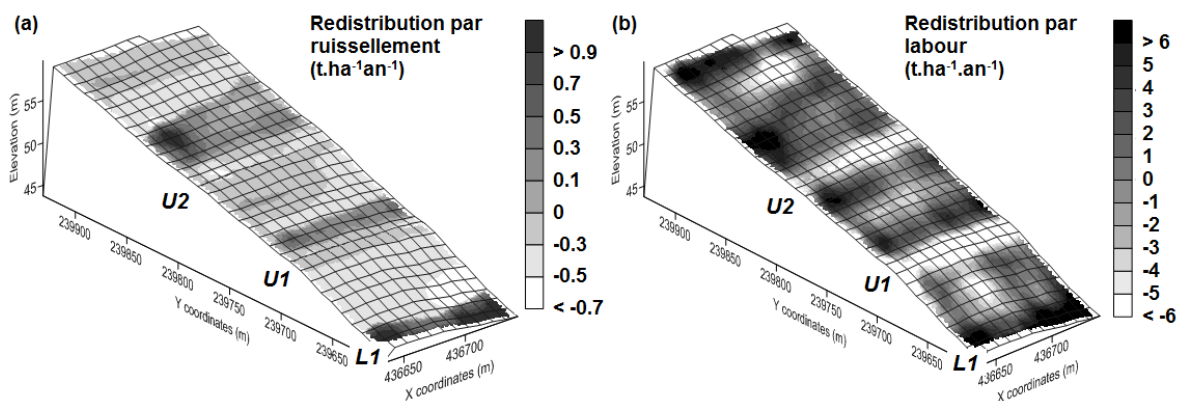 (a)
Redistribution par
ruissellement
(t.ha⁻¹an⁻¹)
> 0.9
0.7
0.5
0.3
0.1
0
-0.3
-0.5
< -0.7
Elevation (m)
55
50
45
U2
U1
L1
239900
239850
239800
239750
239700
239650
Y coordinates (m)
436650
436700
X coordinates (m)
(b)
Redistribution par
labour
(t.ha⁻¹.an⁻¹)
> 6
5
4
3
2
1
0
-1
-2
-3
-4
-5
< -6
Elevation (m)
55
50
45
U2
U1
L1
239900
239850
239800
239750
239700
239650
Y coordinates (m)
436650
436700
X coordinates (m)